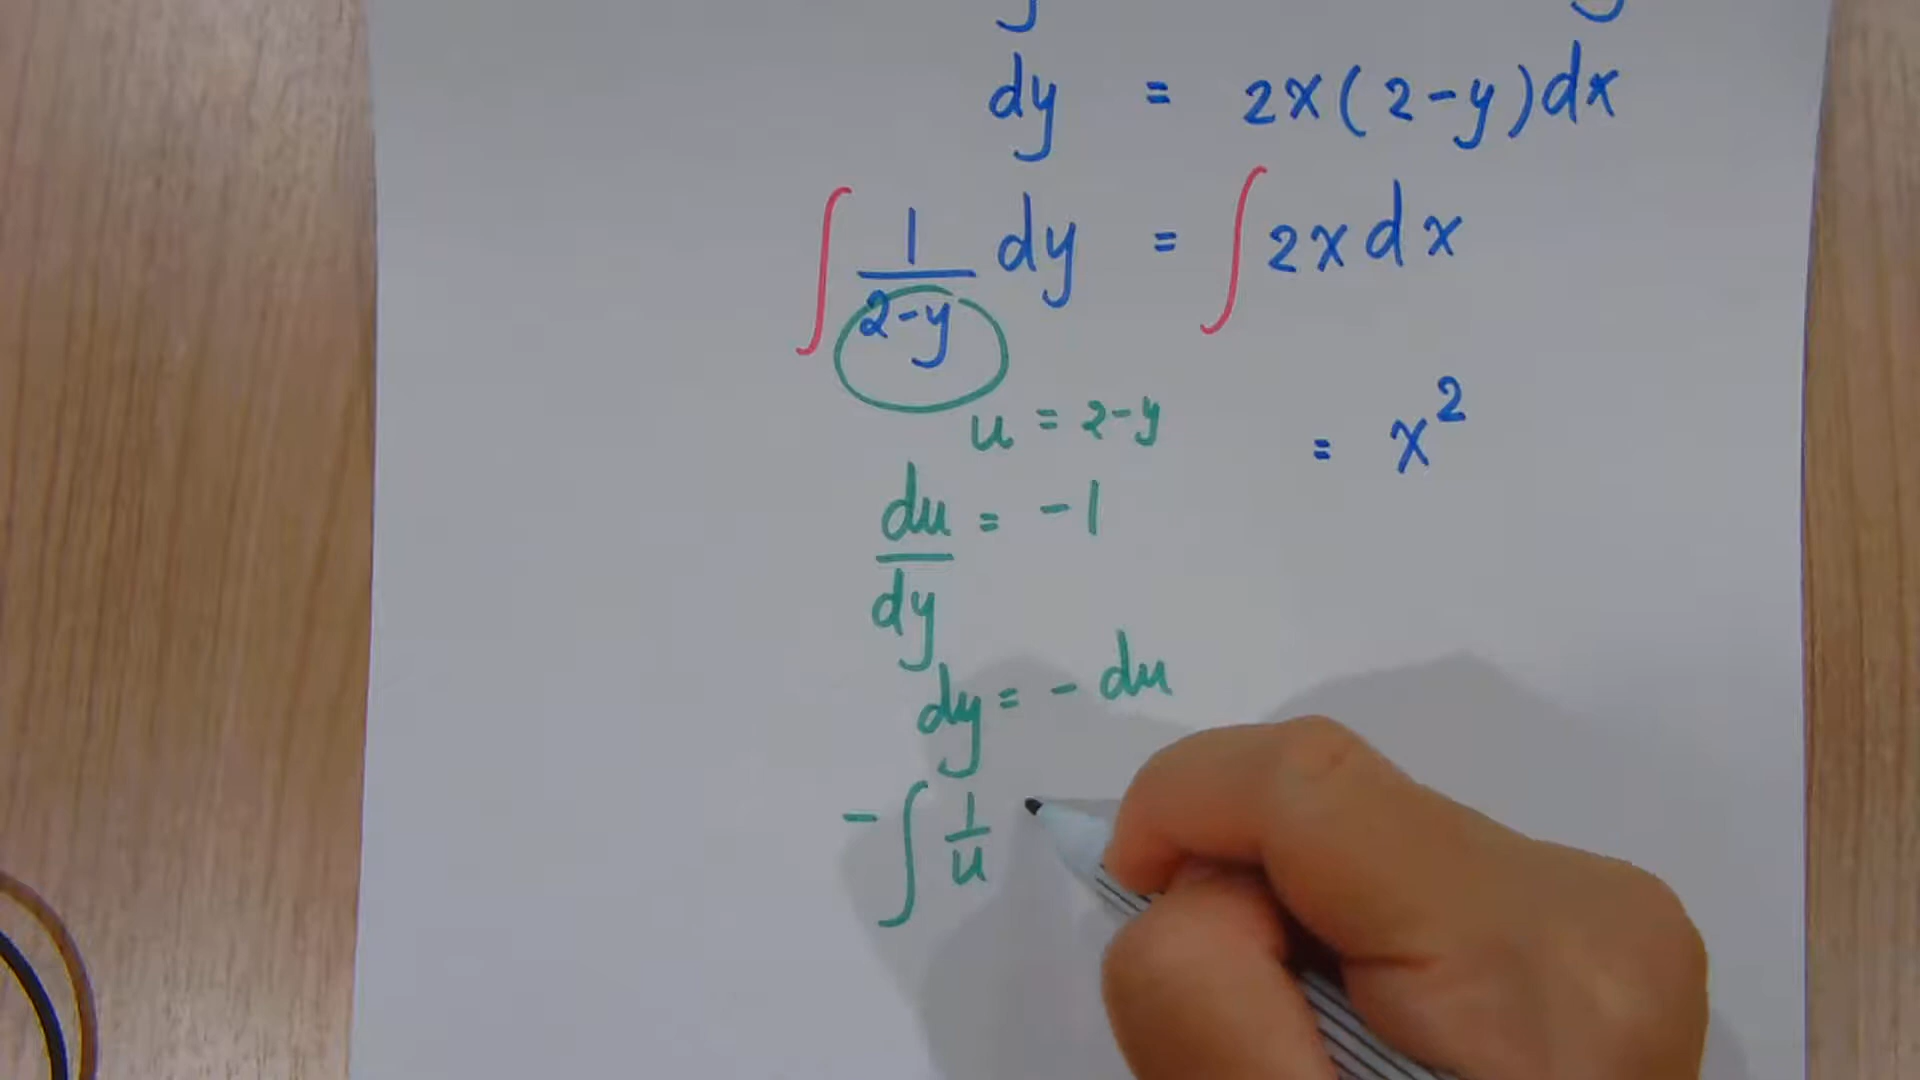 dy = 2x(2-y)dx
∫ 1/(2-y) dy = ∫ 2x dx
u = 2-y
= x²
du/dy = -1
dy = - du
- ∫ 1/u